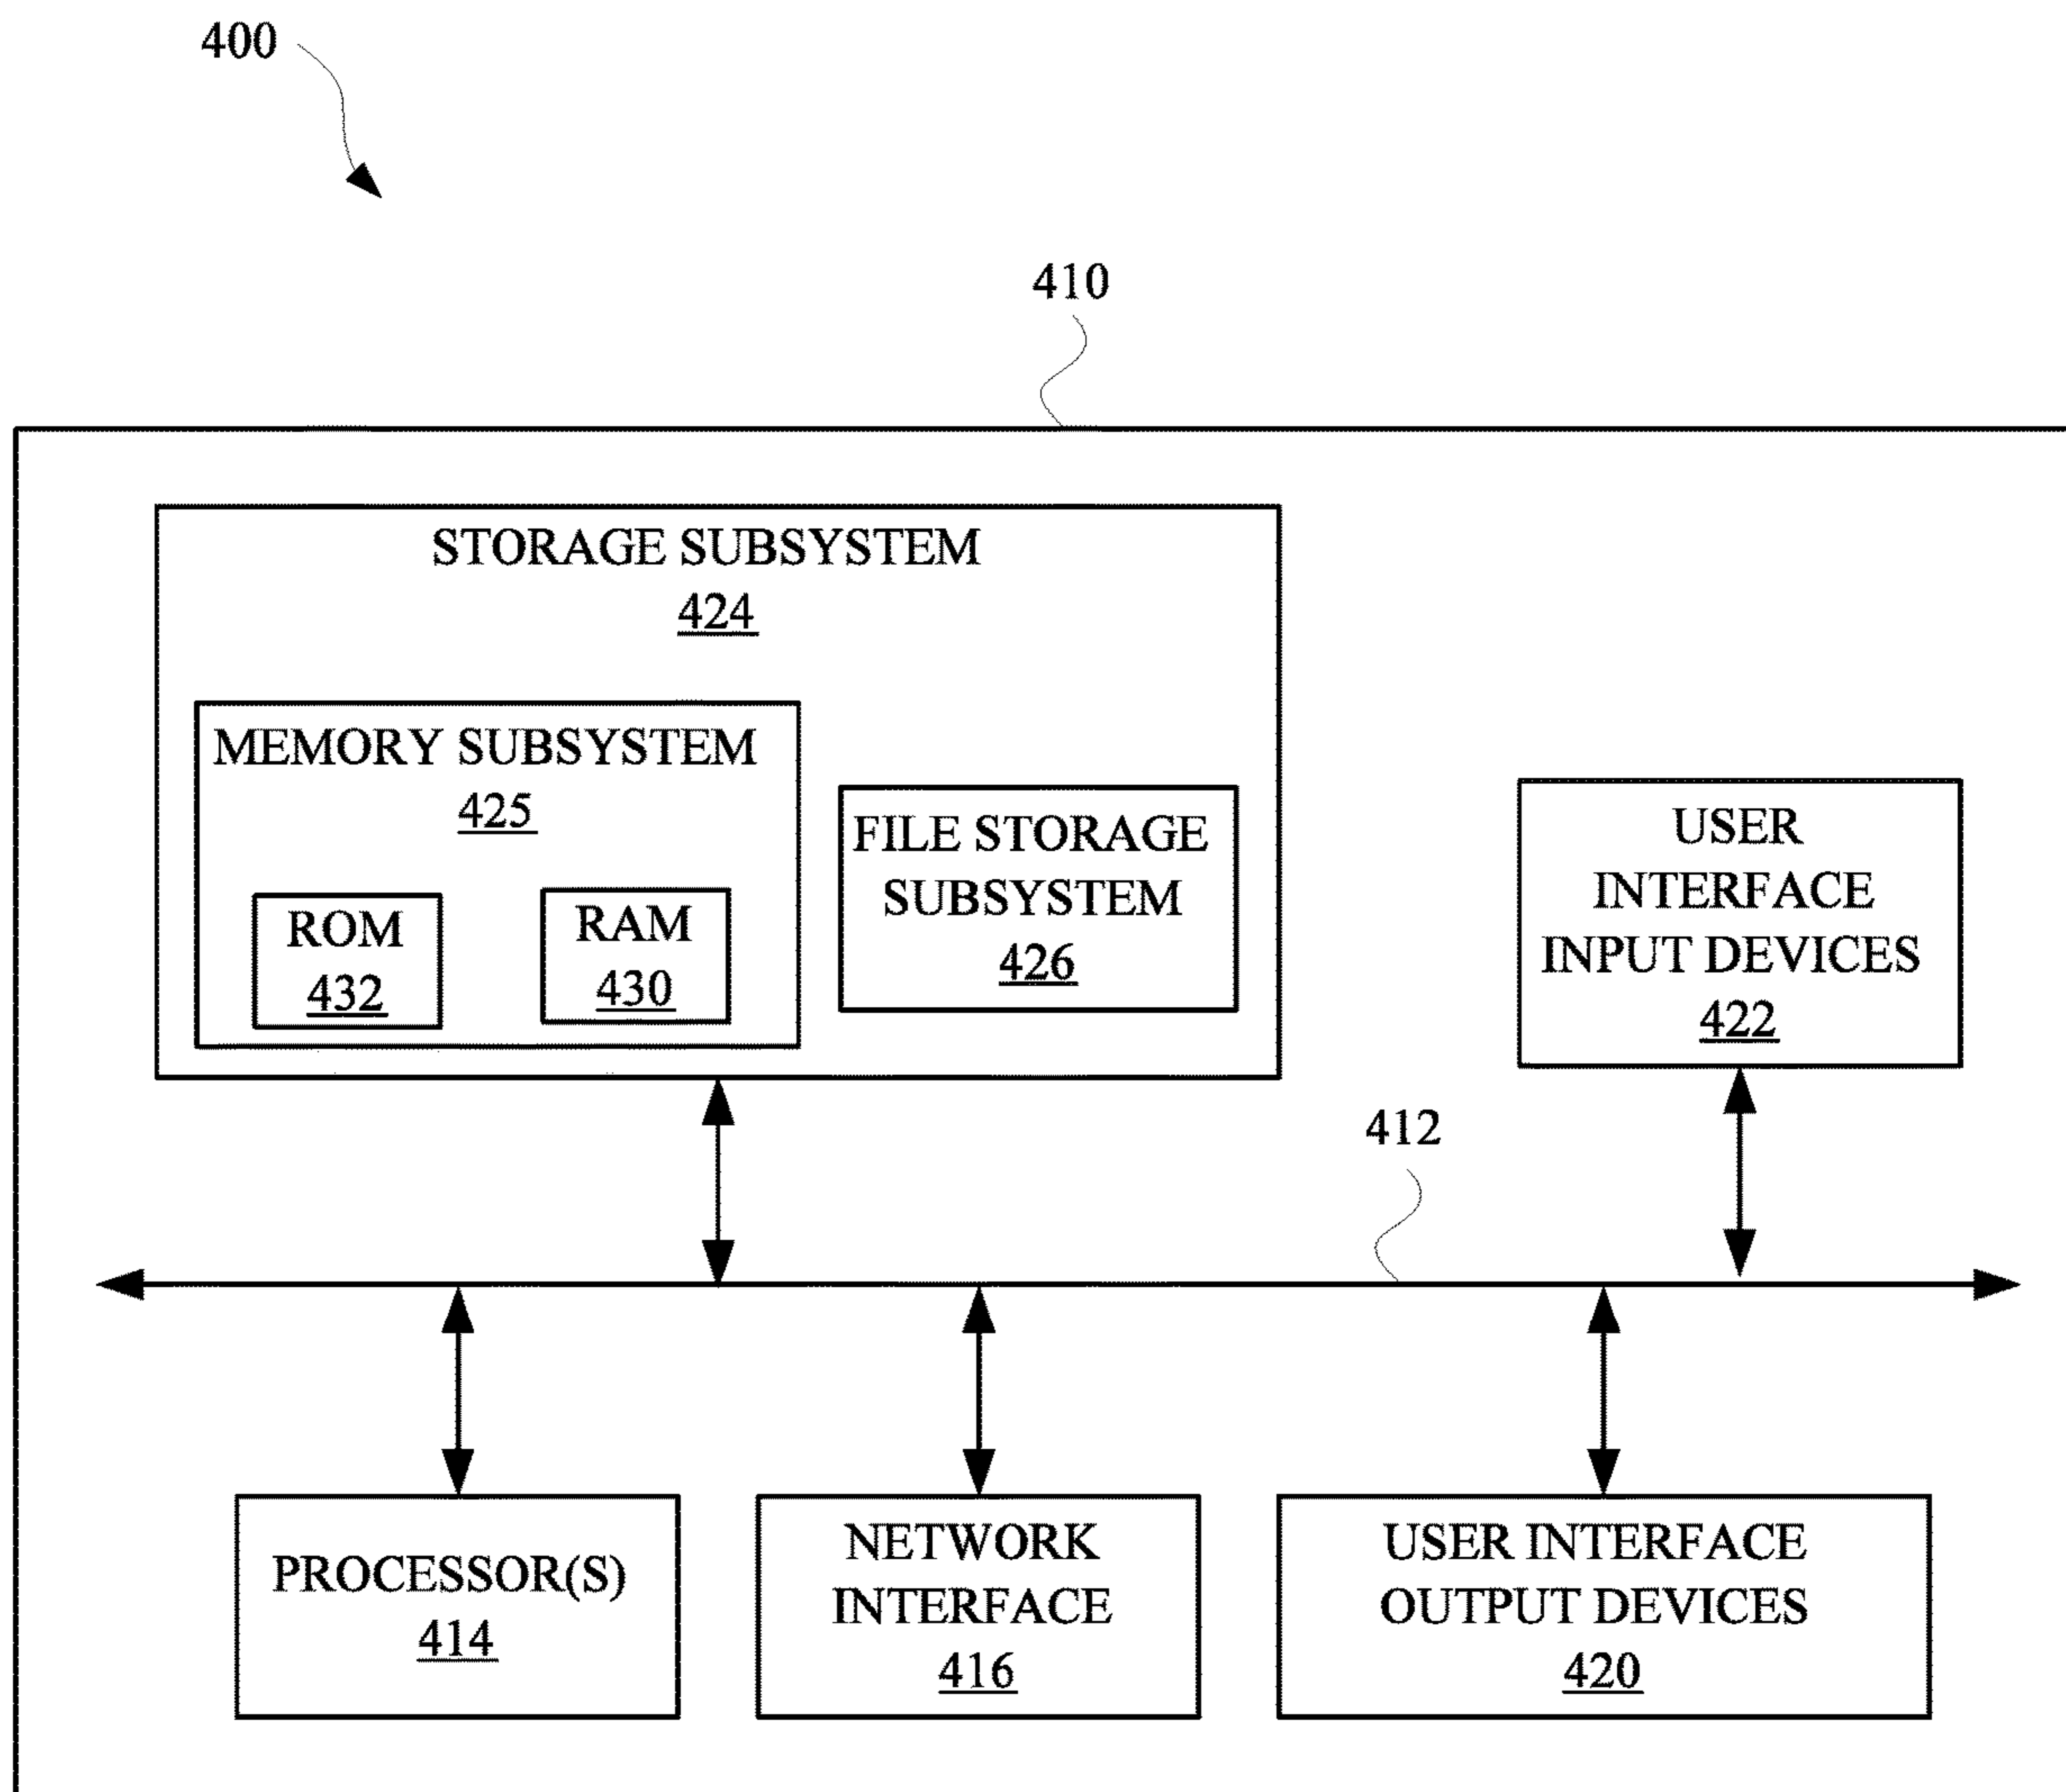 400
410
STORAGE SUBSYSTEM
424
MEMORY SUBSYSTEM
425
ROM
432
RAM
430
FILE STORAGE
SUBSYSTEM
426
USER
INTERFACE
INPUT DEVICES
422
412
PROCESSOR(S)
414
NETWORK
INTERFACE
416
USER INTERFACE
OUTPUT DEVICES
420